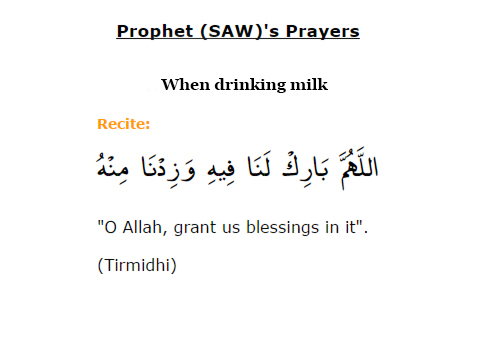 Prophet (SAW)'s Prayers
When drinking milk
Recite:
اللَّهُمَّ بَارِكْ لَنَا فِيهِ وَزِدْنَا مِنْهُ
"O Allah, grant us blessings in it".
(Tirmidhi)